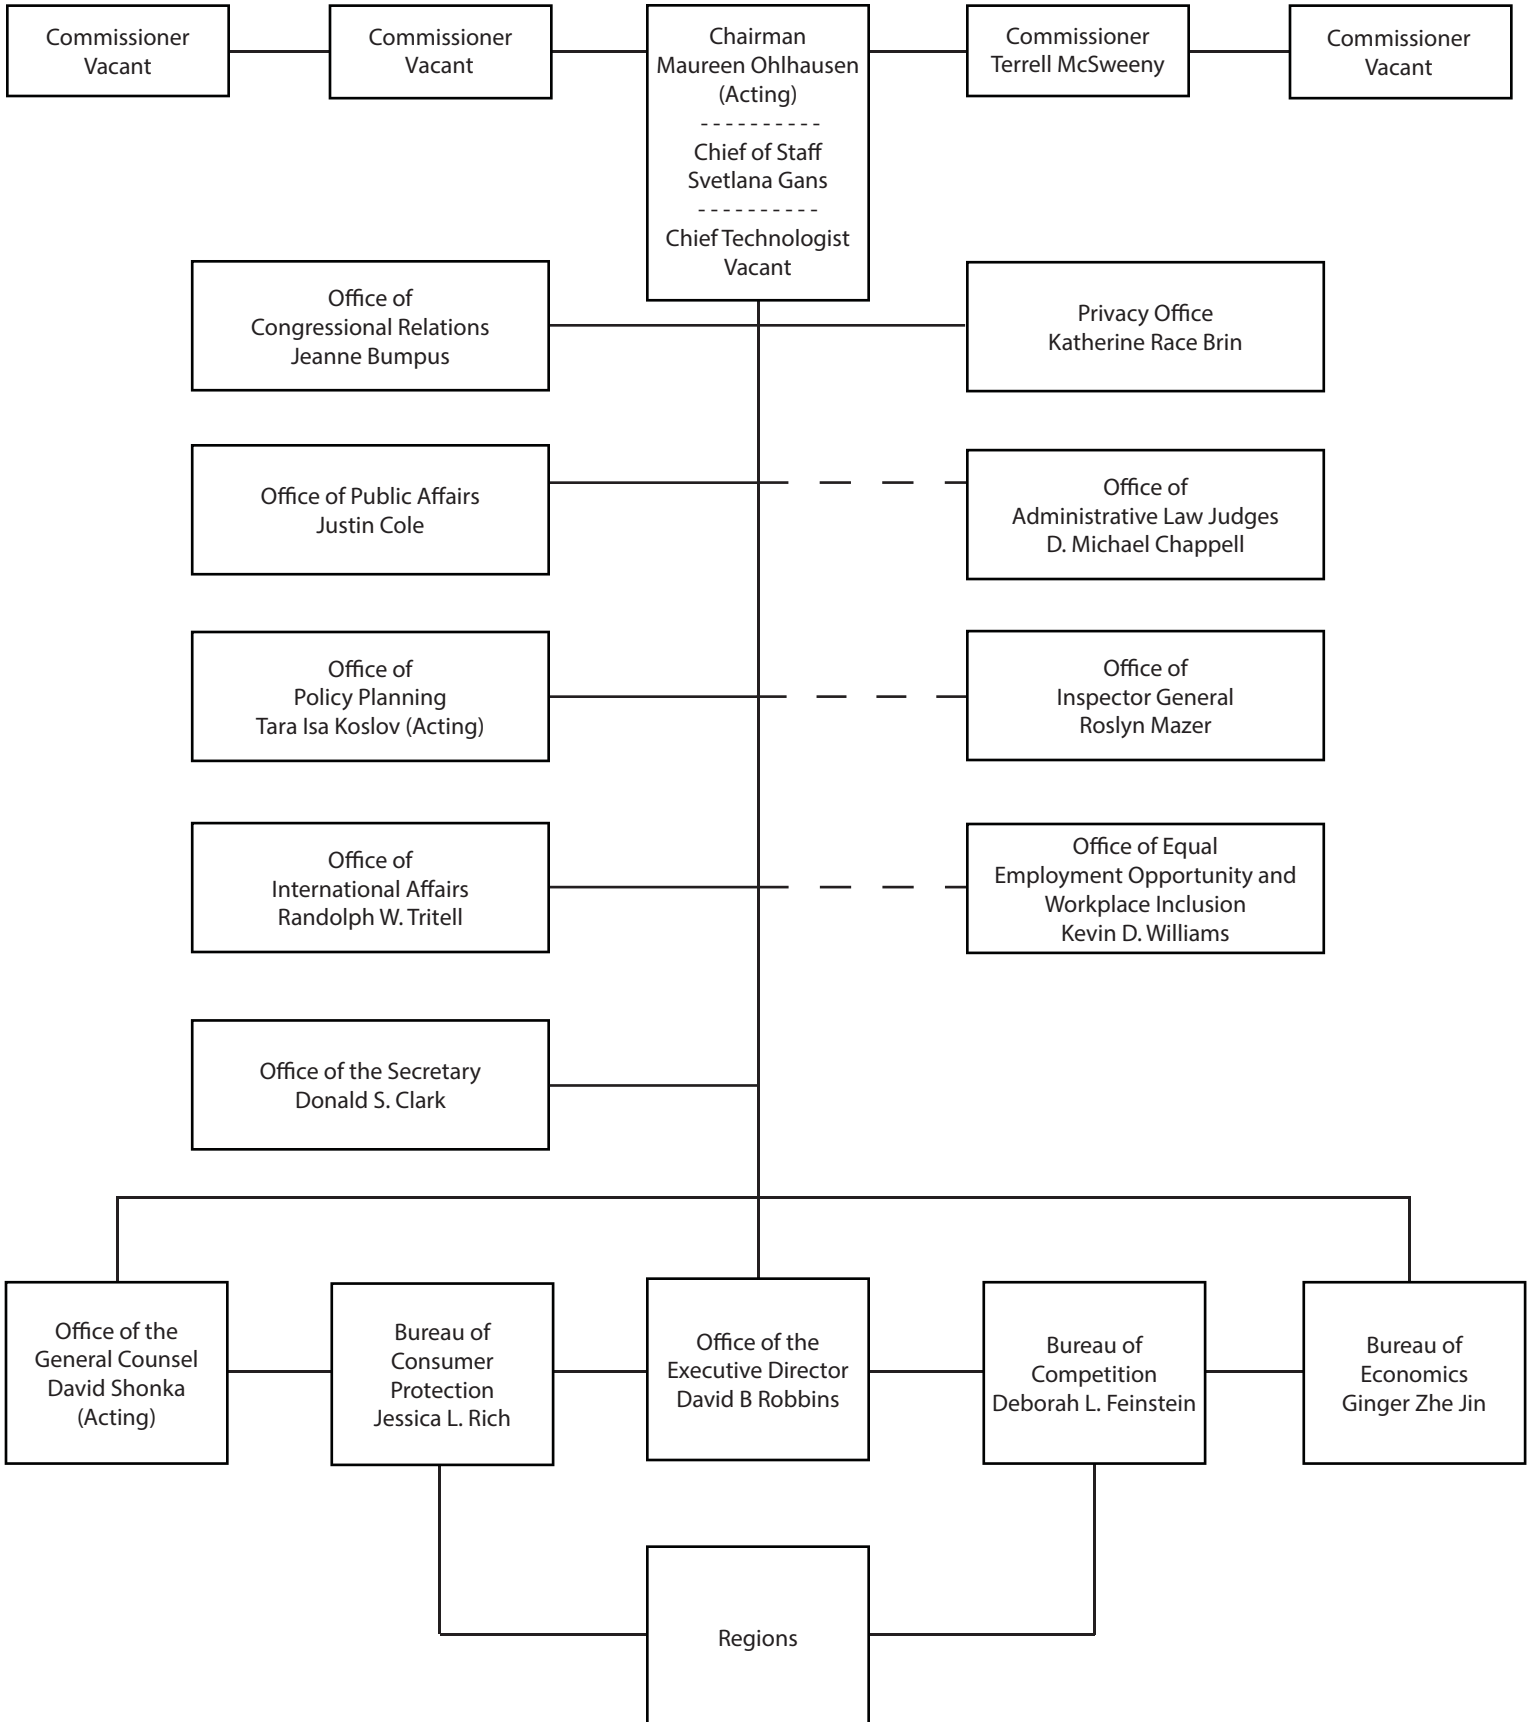 Commissioner
Vacant
Commissioner
Vacant
Chairman
Maureen Ohlhausen
(Acting)
----------
Chief of Staff
Svetlana Gans
----------
Chief Technologist
Vacant
Commissioner
Terrell McSweeny
Commissioner
Vacant
Office of
Congressional Relations
Jeanne Bumpus
Privacy Office
Katherine Race Brin
Office of Public Affairs
Justin Cole
Office of
Administrative Law Judges
D. Michael Chappell
Office of
Policy Planning
Tara Isa Koslov (Acting)
Office of
Inspector General
Roslyn Mazer
Office of
International Affairs
Randolph W. Tritell
Office of Equal
Employment Opportunity and
Workplace Inclusion
Kevin D. Williams
Office of the Secretary
Donald S. Clark
Office of the
General Counsel
David Shonka
(Acting)
Bureau of
Consumer
Protection
Jessica L. Rich
Office of the
Executive Director
David B Robbins
Bureau of
Competition
Deborah L. Feinstein
Bureau of
Economics
Ginger Zhe Jin
Regions